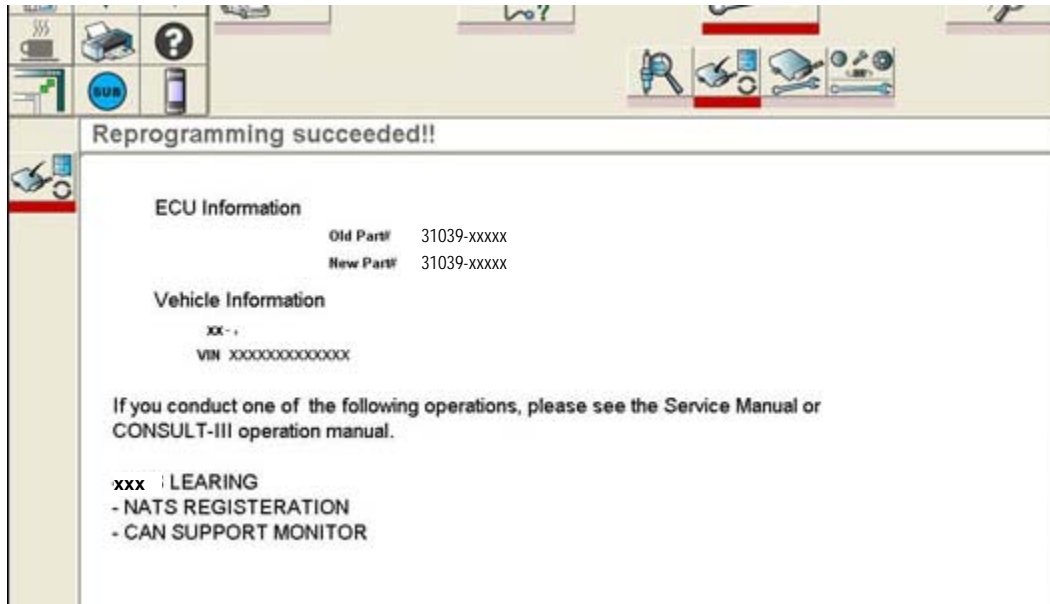 SUB
Reprogramming succeeded!!
ECU Information
Old Part# 31039-xxxxx
New Part# 31039-xxxxx
Vehicle Information
xx-.
VIN XXXXXXXXXXXXX
If you conduct one of the following operations, please see the Service Manual or
CONSULT-III operation manual.
xxx LEARING
- NATS REGISTERATION
- CAN SUPPORT MONITOR